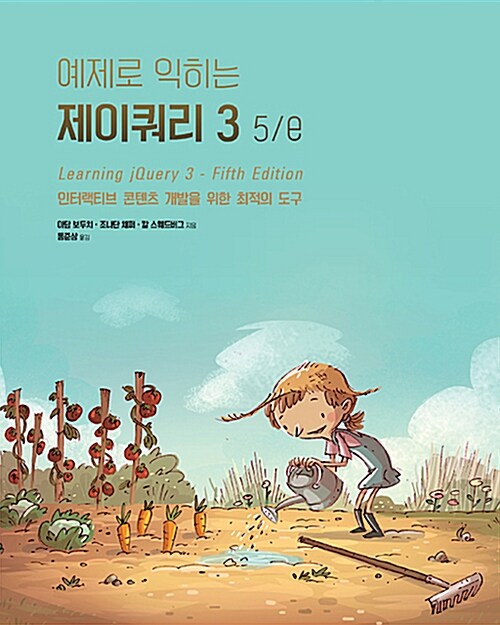 예제로 익히는
제이쿼리 3 5/e
Learning jQuery 3 - Fifth Edition
인터랙티브 콘텐츠 개발을 위한 최적의 도구
아담 보두치 • 조나단 채퍼 • 칼 스웨드버그 지음
동준상 옮김